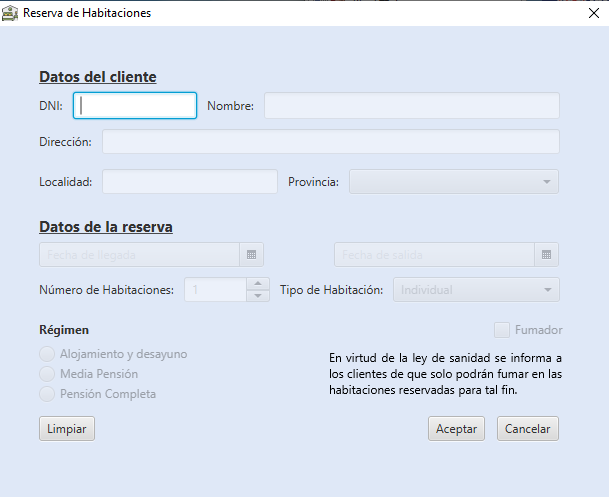 Reserva de Habitaciones
Datos del cliente
DNI: Nombre:
Dirección:
Localidad: Provincia:
Datos de la reserva
Fecha de llegada Fecha de salida
Número de Habitaciones: 1 Tipo de Habitación: Individual
Régimen Fumador
Alojamiento y desayuno
Media Pensión
Pensión Completa
En virtud de la ley de sanidad se informa a
los clientes de que solo podrán fumar en las
habitaciones reservadas para tal fin.
Limpiar Aceptar Cancelar